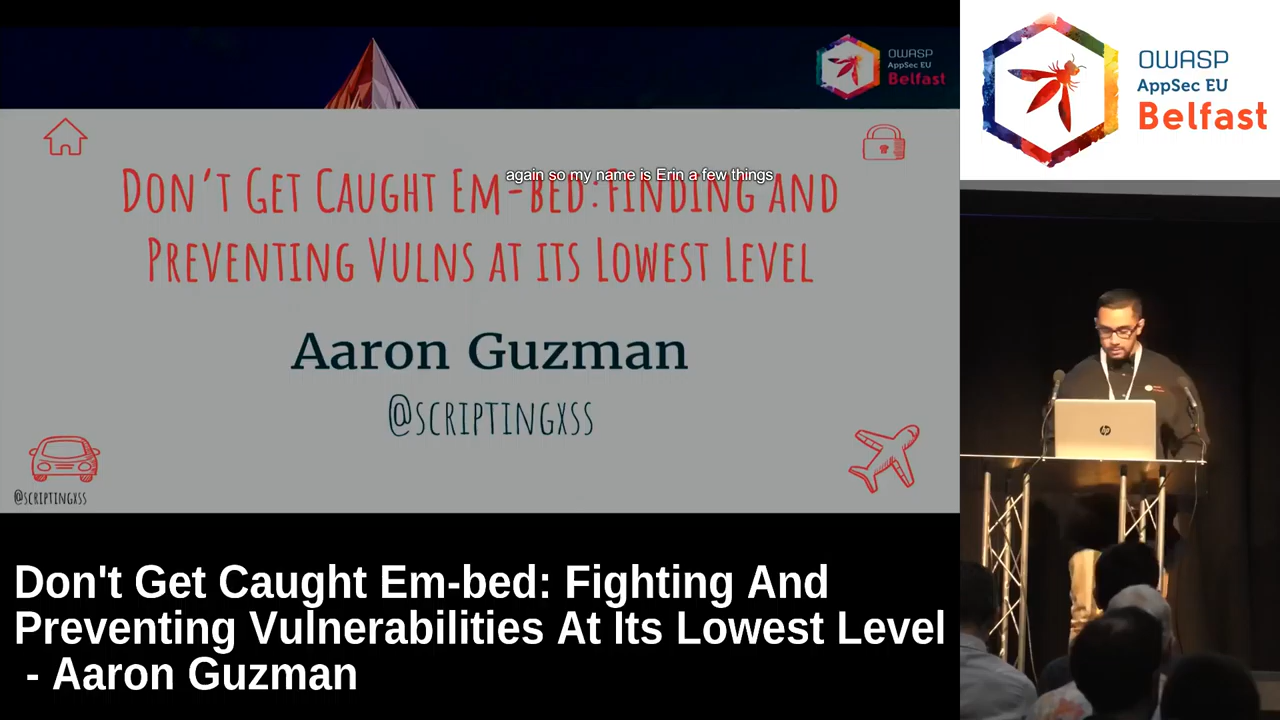 OWASP
AppSec EU
Belfast
again so my name is Erin a few things
DON'T GET CAUGHT EM-BED: FINDING AND
PREVENTING VULNS AT ITS LOWEST LEVEL
Aaron Guzman
@SCRIPTINGXSS
@SCRIPTINGXSS
Don't Get Caught Em-bed: Fighting And
Preventing Vulnerabilities At Its Lowest Level
- Aaron Guzman
OWASP
AppSec EU
Belfast
hp